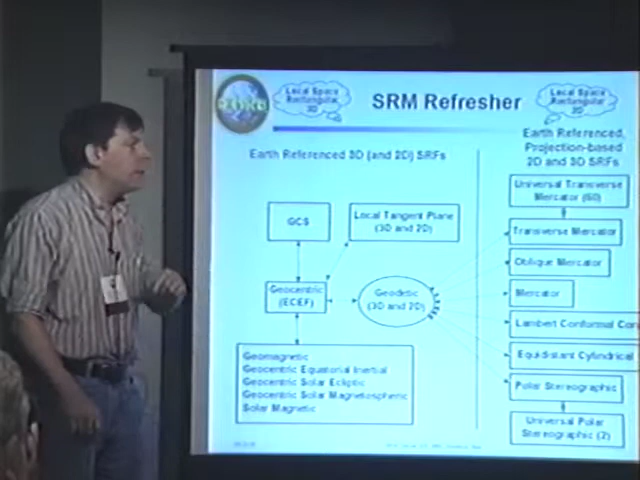 Local Space
Rectangular
3D
SRM Refresher
Local Space
Rectangular
2D
Earth Referenced 3D (and 2D) SRFs
Earth Referenced,
Projection-based
2D and 3D SRFs
GCS
Local Tangent Plane
(3D and 2D)
Geocentric
(ECEF)
Geodetic
(3D and 2D)
Geomagnetic
Geocentric Equatorial Inertial
Geocentric Solar Ecliptic
Geocentric Solar Magnetospheric
Solar Magnetic
Universal Transverse
Mercator (60)
Transverse Mercator
Oblique Mercator
Mercator
Lambert Conformal Con
Equidistant Cylindrical
Polar Stereographic
Universal Polar
Stereographic (2)